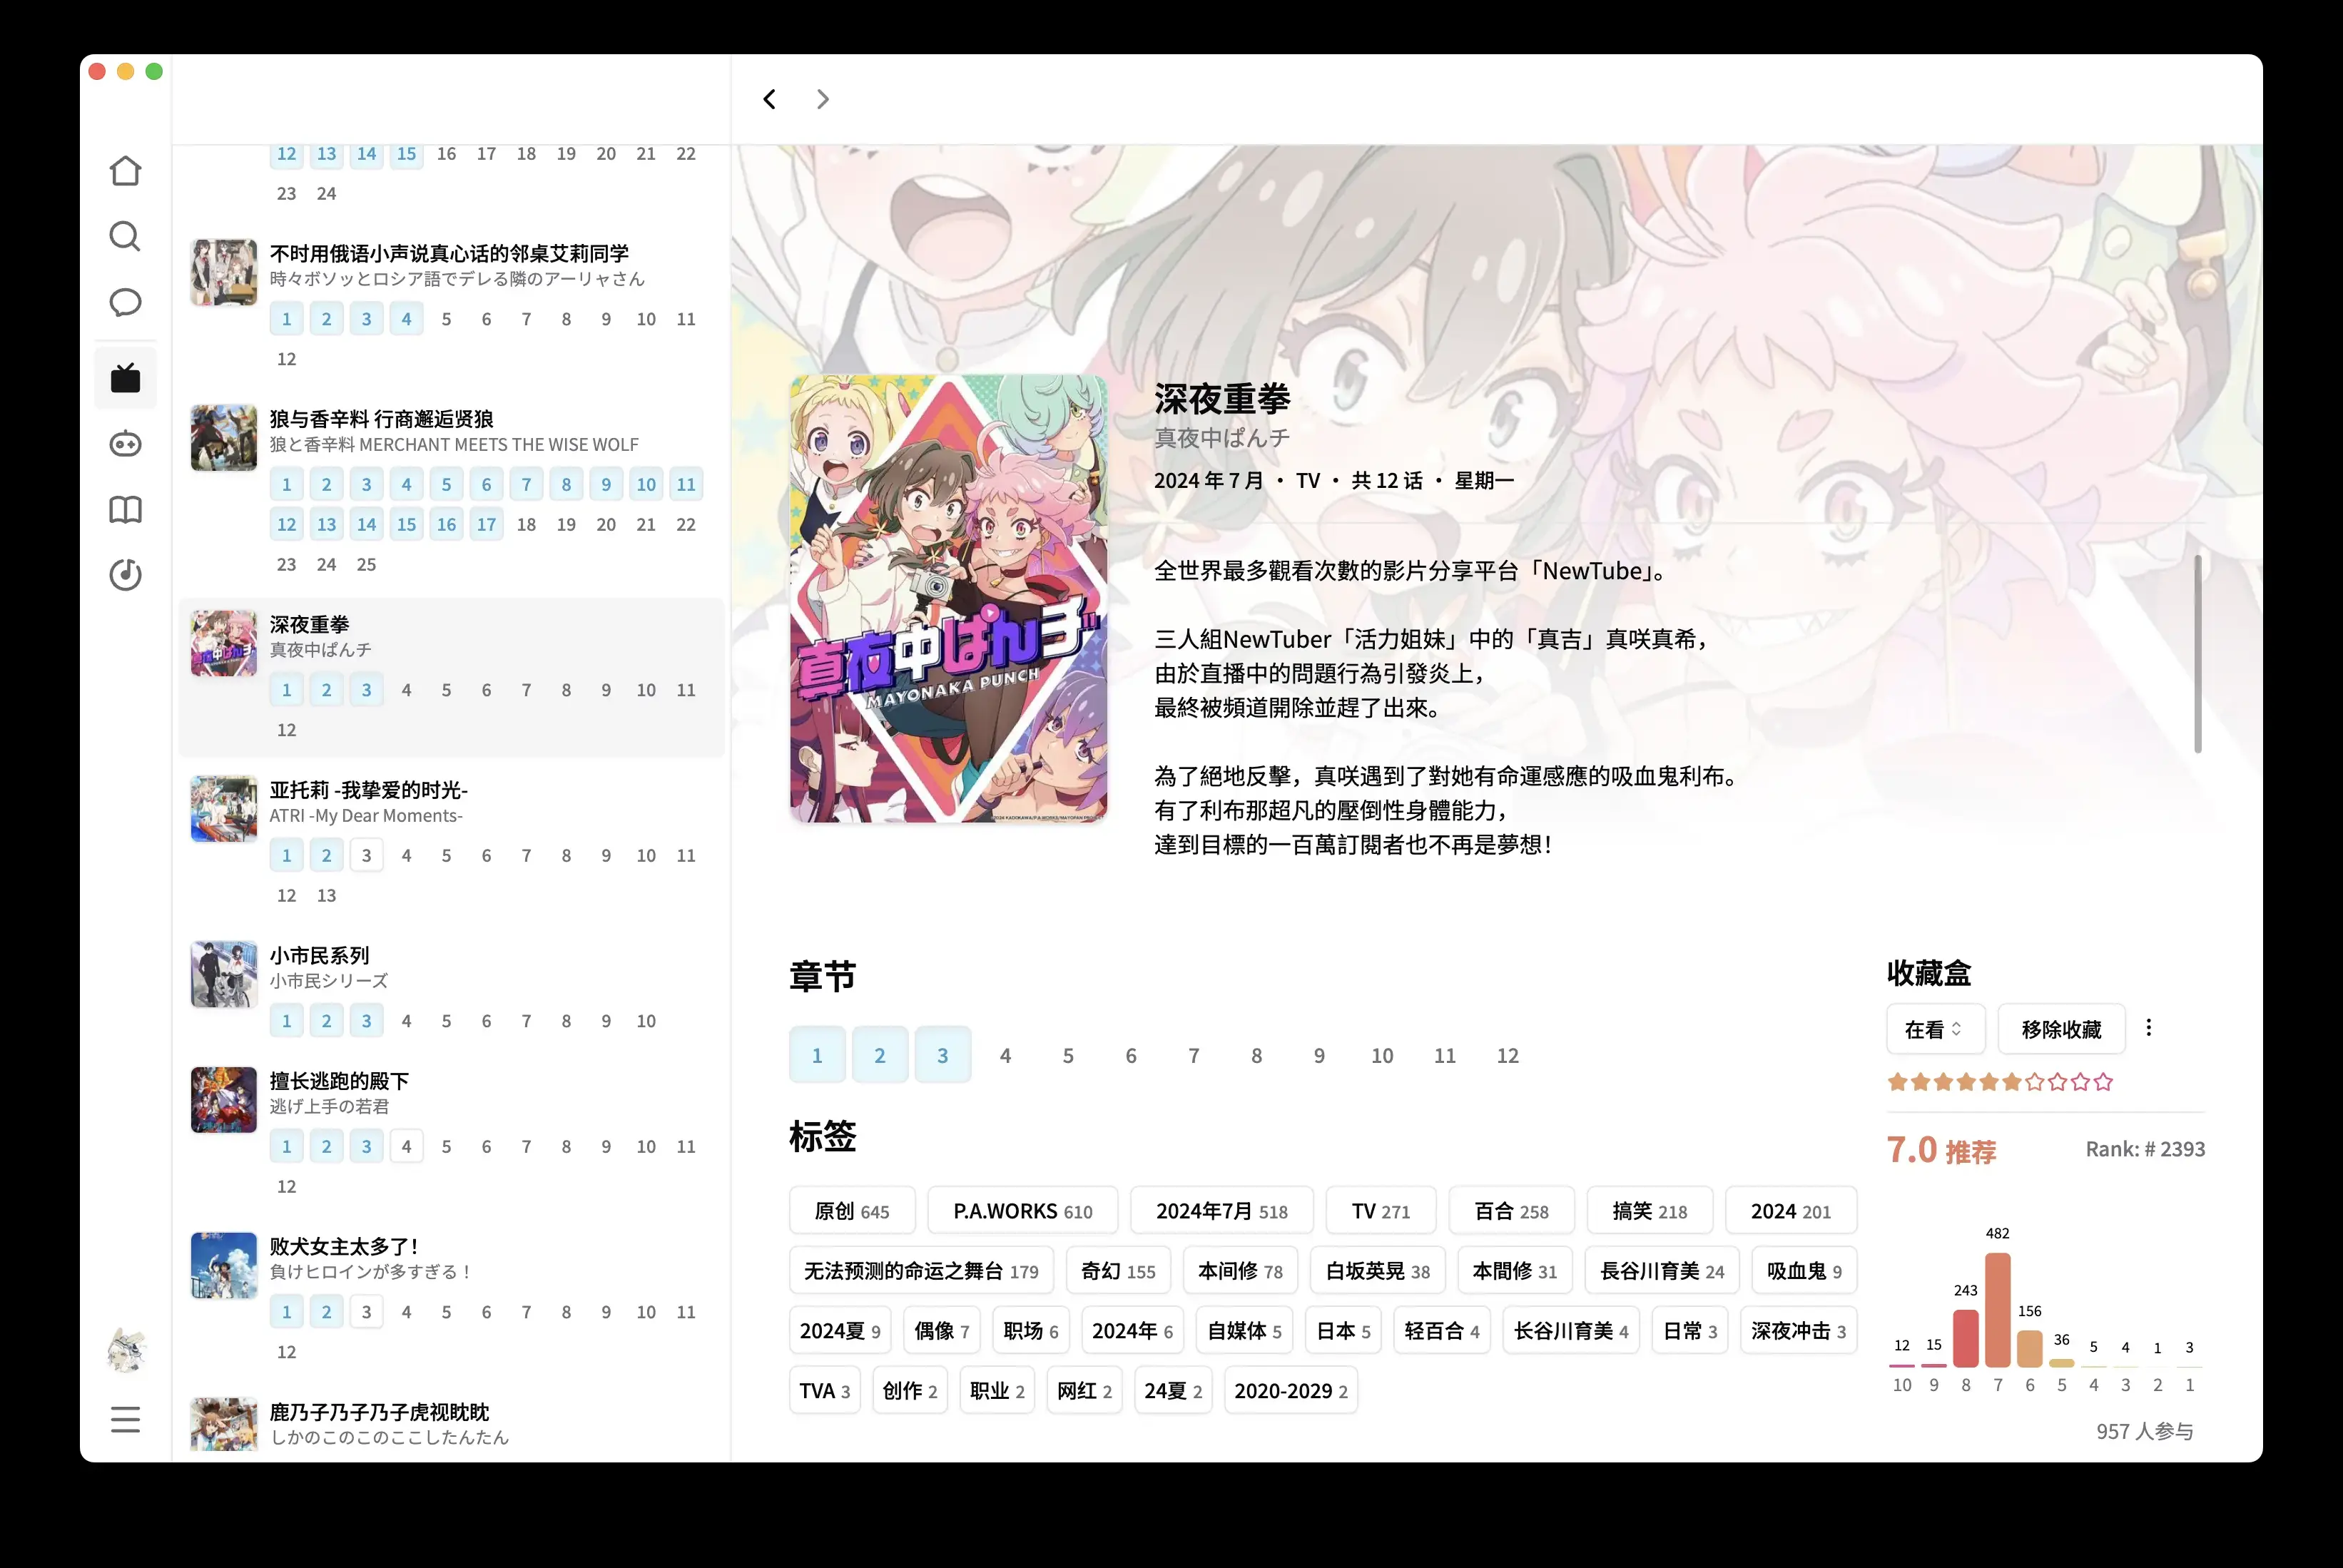 12 13 14 15 16 17 18 19 20 21 22
23 24
不时用俄语小声说真心话的邻桌艾莉同学
時々ボソッとロシア語でデレる隣のアーリャさん
1 2 3 4 5 6 7 8 9 10 11
12
狼与香辛料 行商邂逅贤狼
狼と香辛料 MERCHANT MEETS THE WISE WOLF
1 2 3 4 5 6 7 8 9 10 11
12 13 14 15 16 17 18 19 20 21 22
23 24 25
深夜重拳
真夜中ぱんチ
1 2 3 4 5 6 7 8 9 10 11
12
亚托莉 -我挚爱的时光-
ATRI -My Dear Moments-
1 2 3 4 5 6 7 8 9 10 11
12 13
小市民系列
小市民シリーズ
1 2 3 4 5 6 7 8 9 10
擅长逃跑的殿下
逃げ上手の若君
1 2 3 4 5 6 7 8 9 10 11
12
败犬女主太多了！
負けヒロインが多すぎる！
1 2 3 4 5 6 7 8 9 10 11
12
鹿乃子乃子乃子虎视眈眈
しかのこのこのここしたんたん
真夜中ぱんチ
MAYONAKA PUNCH
深夜重拳
真夜中ぱんチ
2024 年 7 月 · TV · 共 12 话 · 星期一
全世界最多觀看次數的影片分享平台「NewTube」。
三人組NewTuber「活力姐妹」中的「真吉」真咲真希，
由於直播中的問題行為引發炎上，
最終被頻道開除並趕了出來。
為了絕地反擊，真咲遇到了對她有命運感應的吸血鬼利布。
有了利布那超凡的壓倒性身體能力，
達到目標的一百萬訂閱者也不再是夢想！
章节
1 2 3 4 5 6 7 8 9 10 11 12
标签
原创 645 P.A.WORKS 610 2024年7月 518 TV 271 百合 258 搞笑 218 2024 201
无法预测的命运之舞台 179 奇幻 155 本间修 78 白坂英晃 38 本間修 31 長谷川育美 24 吸血鬼 9
2024夏 9 偶像 7 职场 6 2024年 6 自媒体 5 日本 5 轻百合 4 长谷川育美 4 日常 3 深夜冲击 3
TVA 3 创作 2 职业 2 网红 2 24夏 2 2020-2029 2
收藏盒
在看 移除收藏
7.0 推荐 Rank: # 2393
12 15 243 482 156 36 5 4 1 3
10 9 8 7 6 5 4 3 2 1
957 人参与